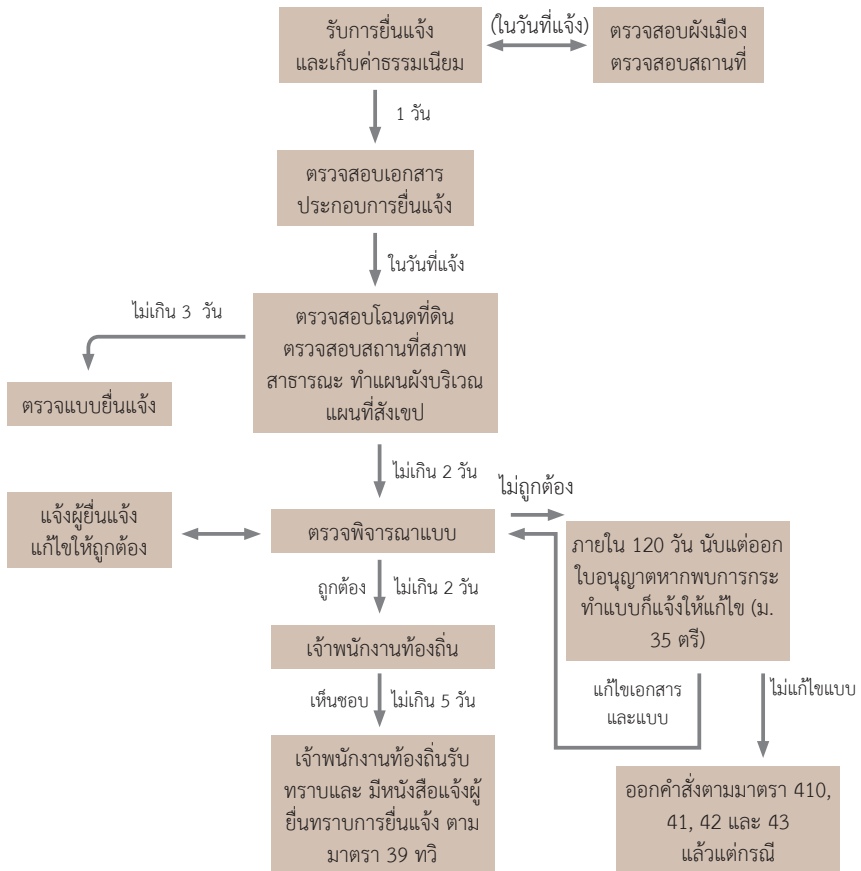 รับการยื่นแจ้ง
และเก็บค่าธรรมเนียม
(ในวันที่แจ้ง)
ตรวจสอบผังเมือง
ตรวจสอบสถานที่
1 วัน
ตรวจสอบเอกสาร
ประกอบการยื่นแจ้ง
ในวันที่แจ้ง
ไม่เกิน 3 วัน
ตรวจสอบโฉนดที่ดิน
ตรวจสอบสถานที่สภาพ
สาธารณะ ทำแผนผังบริเวณ
แผนที่สังเขป
ตรวจแบบยื่นแจ้ง
ไม่เกิน 2 วัน
ไม่ถูกต้อง
แจ้งผู้ยื่นแจ้ง
แก้ไขให้ถูกต้อง
ตรวจพิจารณาแบบ
ภายใน 120 วัน นับแต่ออก
ใบอนุญาตหากพบการกระ
ทำแบบก็แจ้งให้แก้ไข (ม.
35 ตรี)
ถูกต้อง
ไม่เกิน 2 วัน
เจ้าพนักงานท้องถิ่น
เห็นชอบ
ไม่เกิน 5 วัน
แก้ไขเอกสาร
และแบบ
ไม่แก้ไขแบบ
เจ้าพนักงานท้องถิ่นรับ
ทราบและ มีหนังสือแจ้งผู้
ยื่นทราบการยื่นแจ้ง ตาม
มาตรา 39 ทวิ
ออกคำสั่งตามมาตรา 410,
41, 42 และ 43
แล้วแต่กรณี